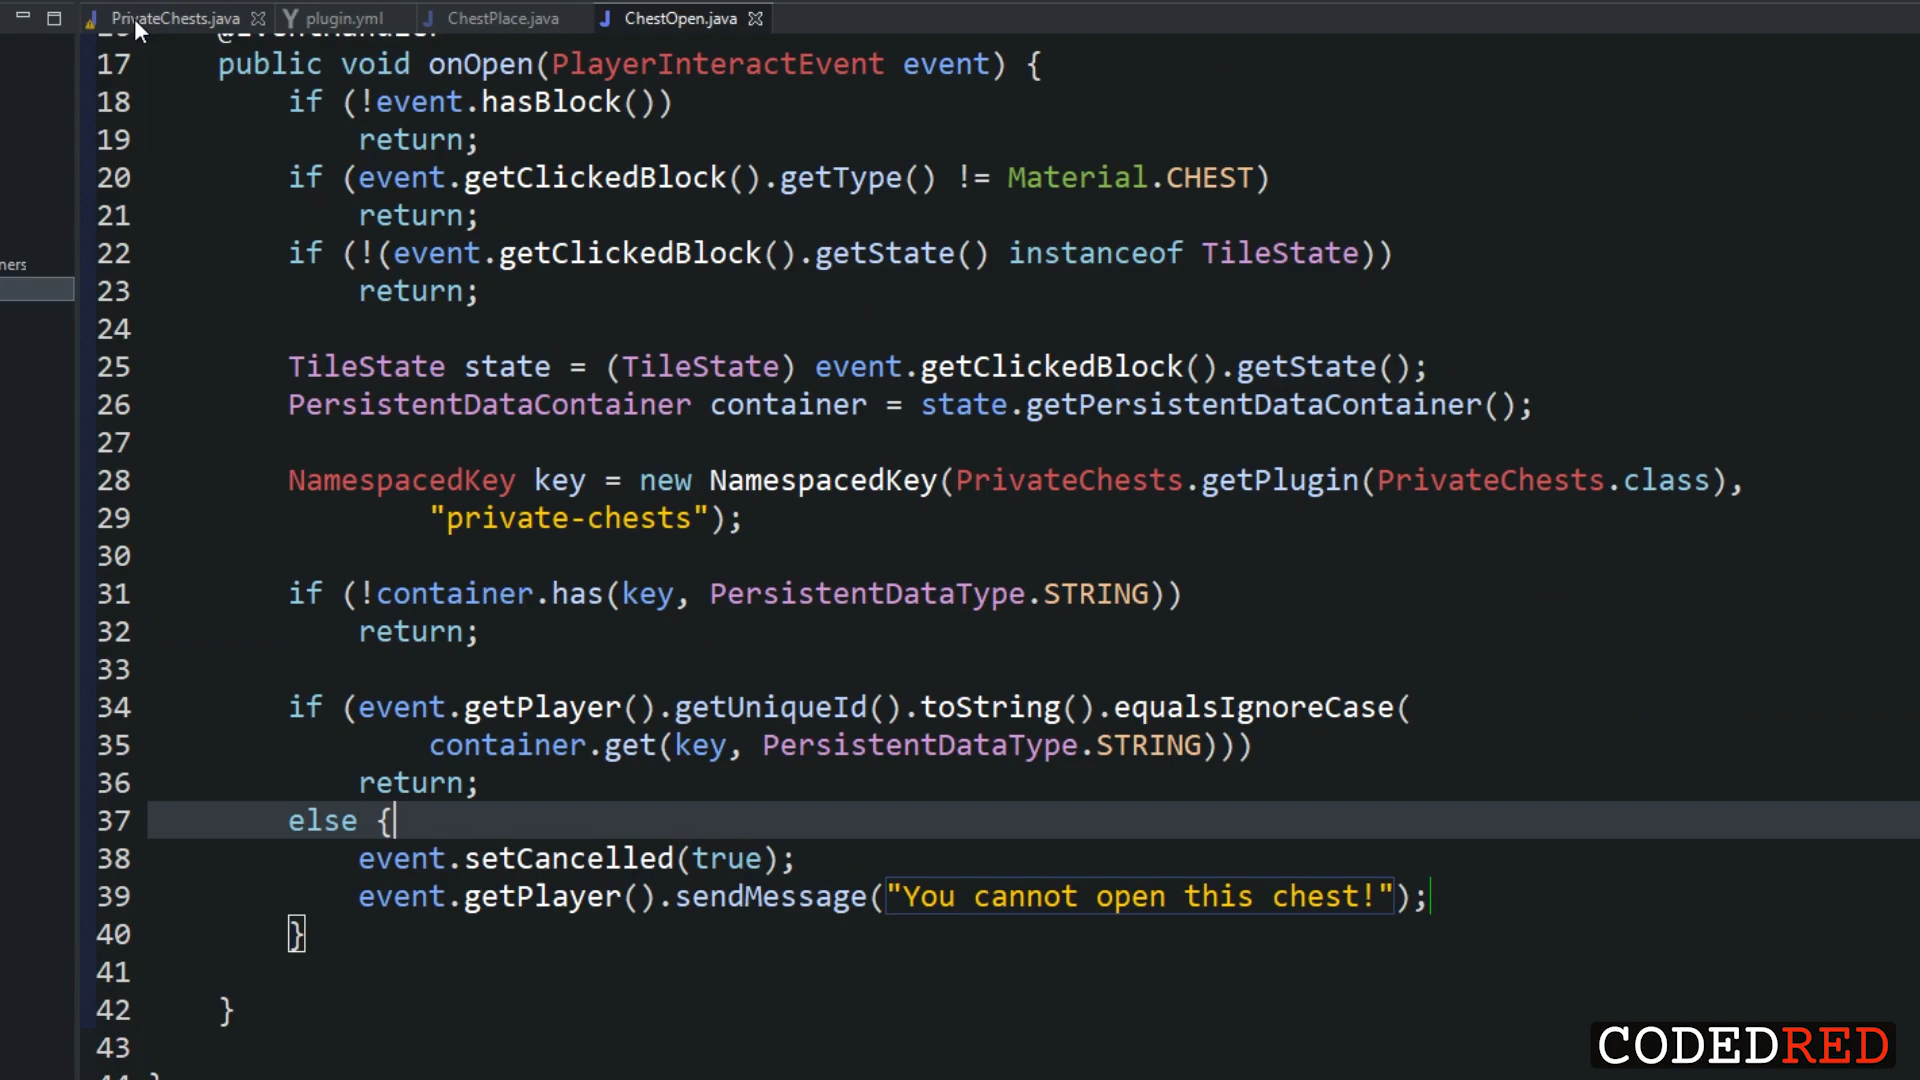 PrivateChests.java plugin.yml ChestPlace.java ChestOpen.java
17 public void onOpen(PlayerInteractEvent event) {
18 if (!event.hasBlock())
19 return;
20 if (event.getClickedBlock().getType() != Material.CHEST)
21 return;
22 if (!(event.getClickedBlock().getState() instanceof TileState))
ners
23 return;
24
25 TileState state = (TileState) event.getClickedBlock().getState();
26 PersistentDataContainer container = state.getPersistentDataContainer();
27
28 NamespacedKey key = new NamespacedKey(PrivateChests.getPlugin(PrivateChests.class),
29 "private-chests");
30
31 if (!container.has(key, PersistentDataType.STRING))
32 return;
33
34 if (event.getPlayer().getUniqueId().toString().equalsIgnoreCase(
35 container.get(key, PersistentDataType.STRING)))
36 return;
37 else {
38 event.setCancelled(true);
39 event.getPlayer().sendMessage("You cannot open this chest!");
40 }
41
42 }
43
CODEDRED